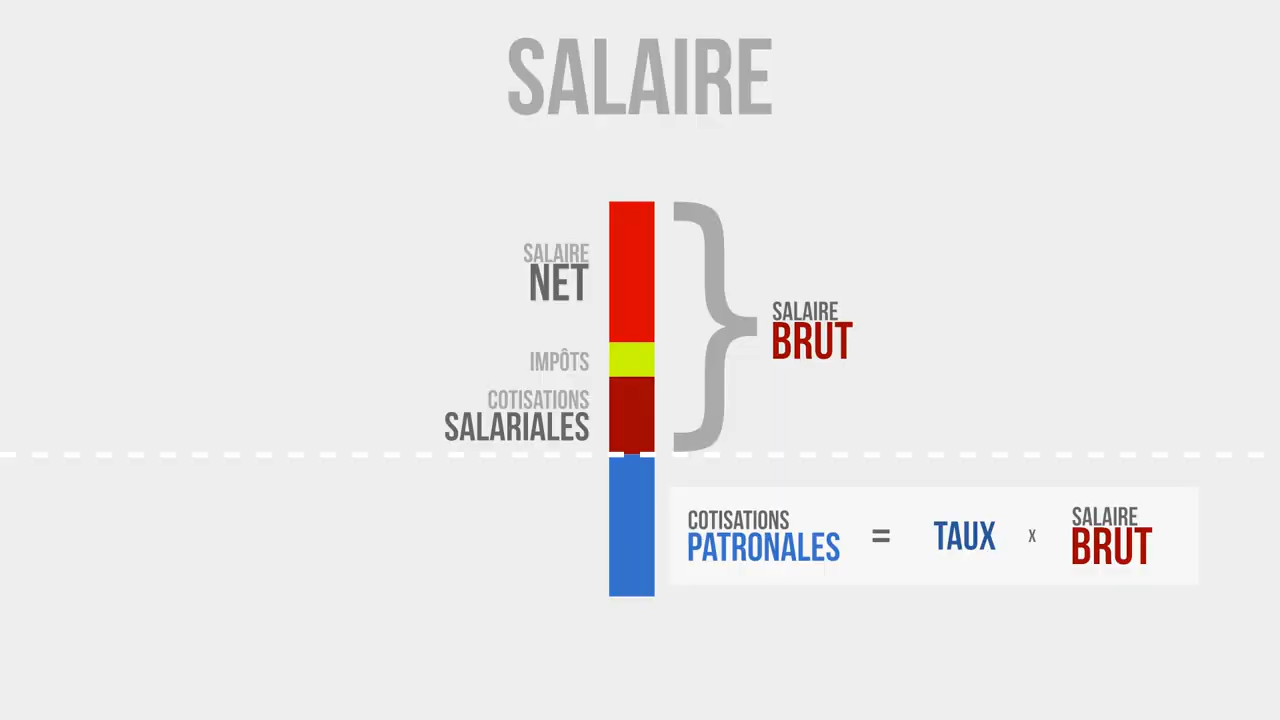 SALAIRE
SALAIRE
NET
IMPÔTS
COTISATIONS
SALARIALES
}
SALAIRE
BRUT
COTISATIONS
PATRONALES
=
TAUX
x
SALAIRE
BRUT